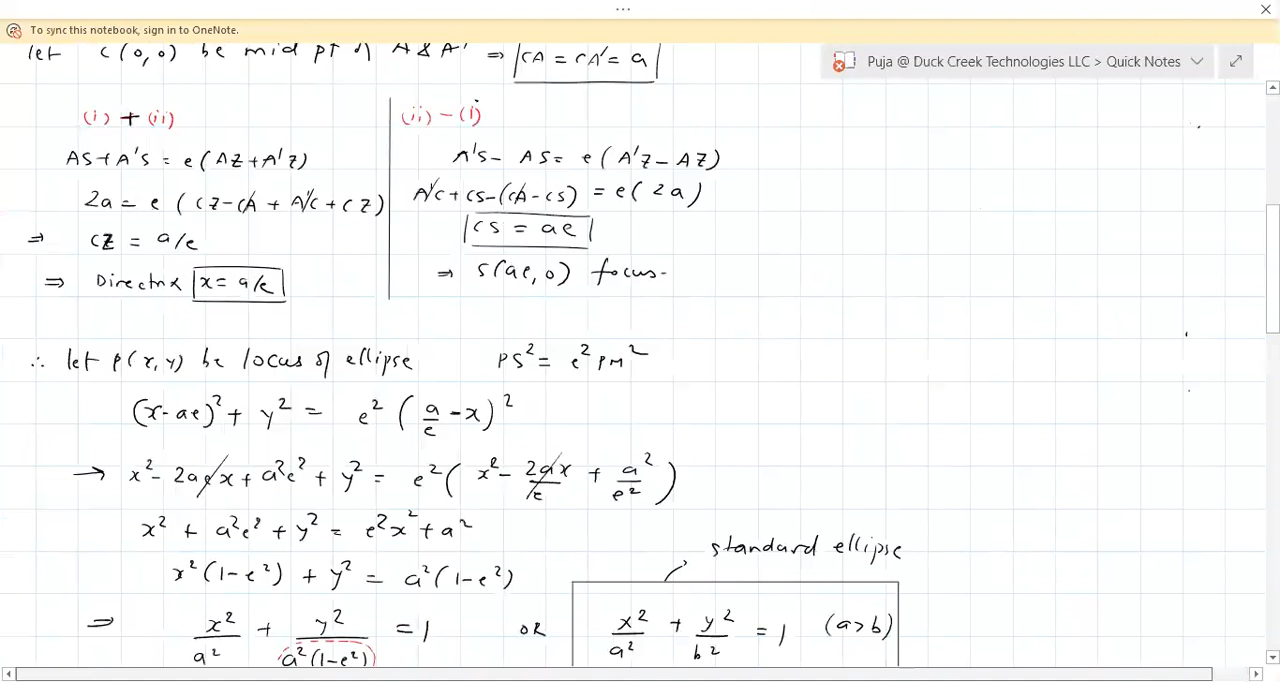 ...
To sync this notebook, sign in to OneNote.
let C(0,0) be mid pt of A & A' ⇒ CA = CA' = a
Puja @ Duck Creek Technologies LLC > Quick Notes
(i) + (ii)
AS + A'S = e(AZ + A'Z)
2a = e ( CZ - CA + A'C + CZ )
⇒ CZ = a/e
⇒ Directrix x = a/e
(ii) - (i)
A'S - AS = e(A'Z - AZ)
A'C + CS - (CA - CS) = e(2a)
CS = ae
⇒ S(ae, 0) focus.
∴ let P(x,y) be locus of ellipse PS² = e² PM²
(x-ae)² + y² = e² (a/e - x)²
→ x² - 2aex + a²e² + y² = e² ( x² - 2ax/e + a²/e² )
x² + a²e² + y² = e²x² + a²
x²(1-e²) + y² = a²(1-e²)
standard ellipse
⇒ x²/a² + y²/a²(1-e²) = 1 OR x²/a² + y²/b² = 1 (a>b)